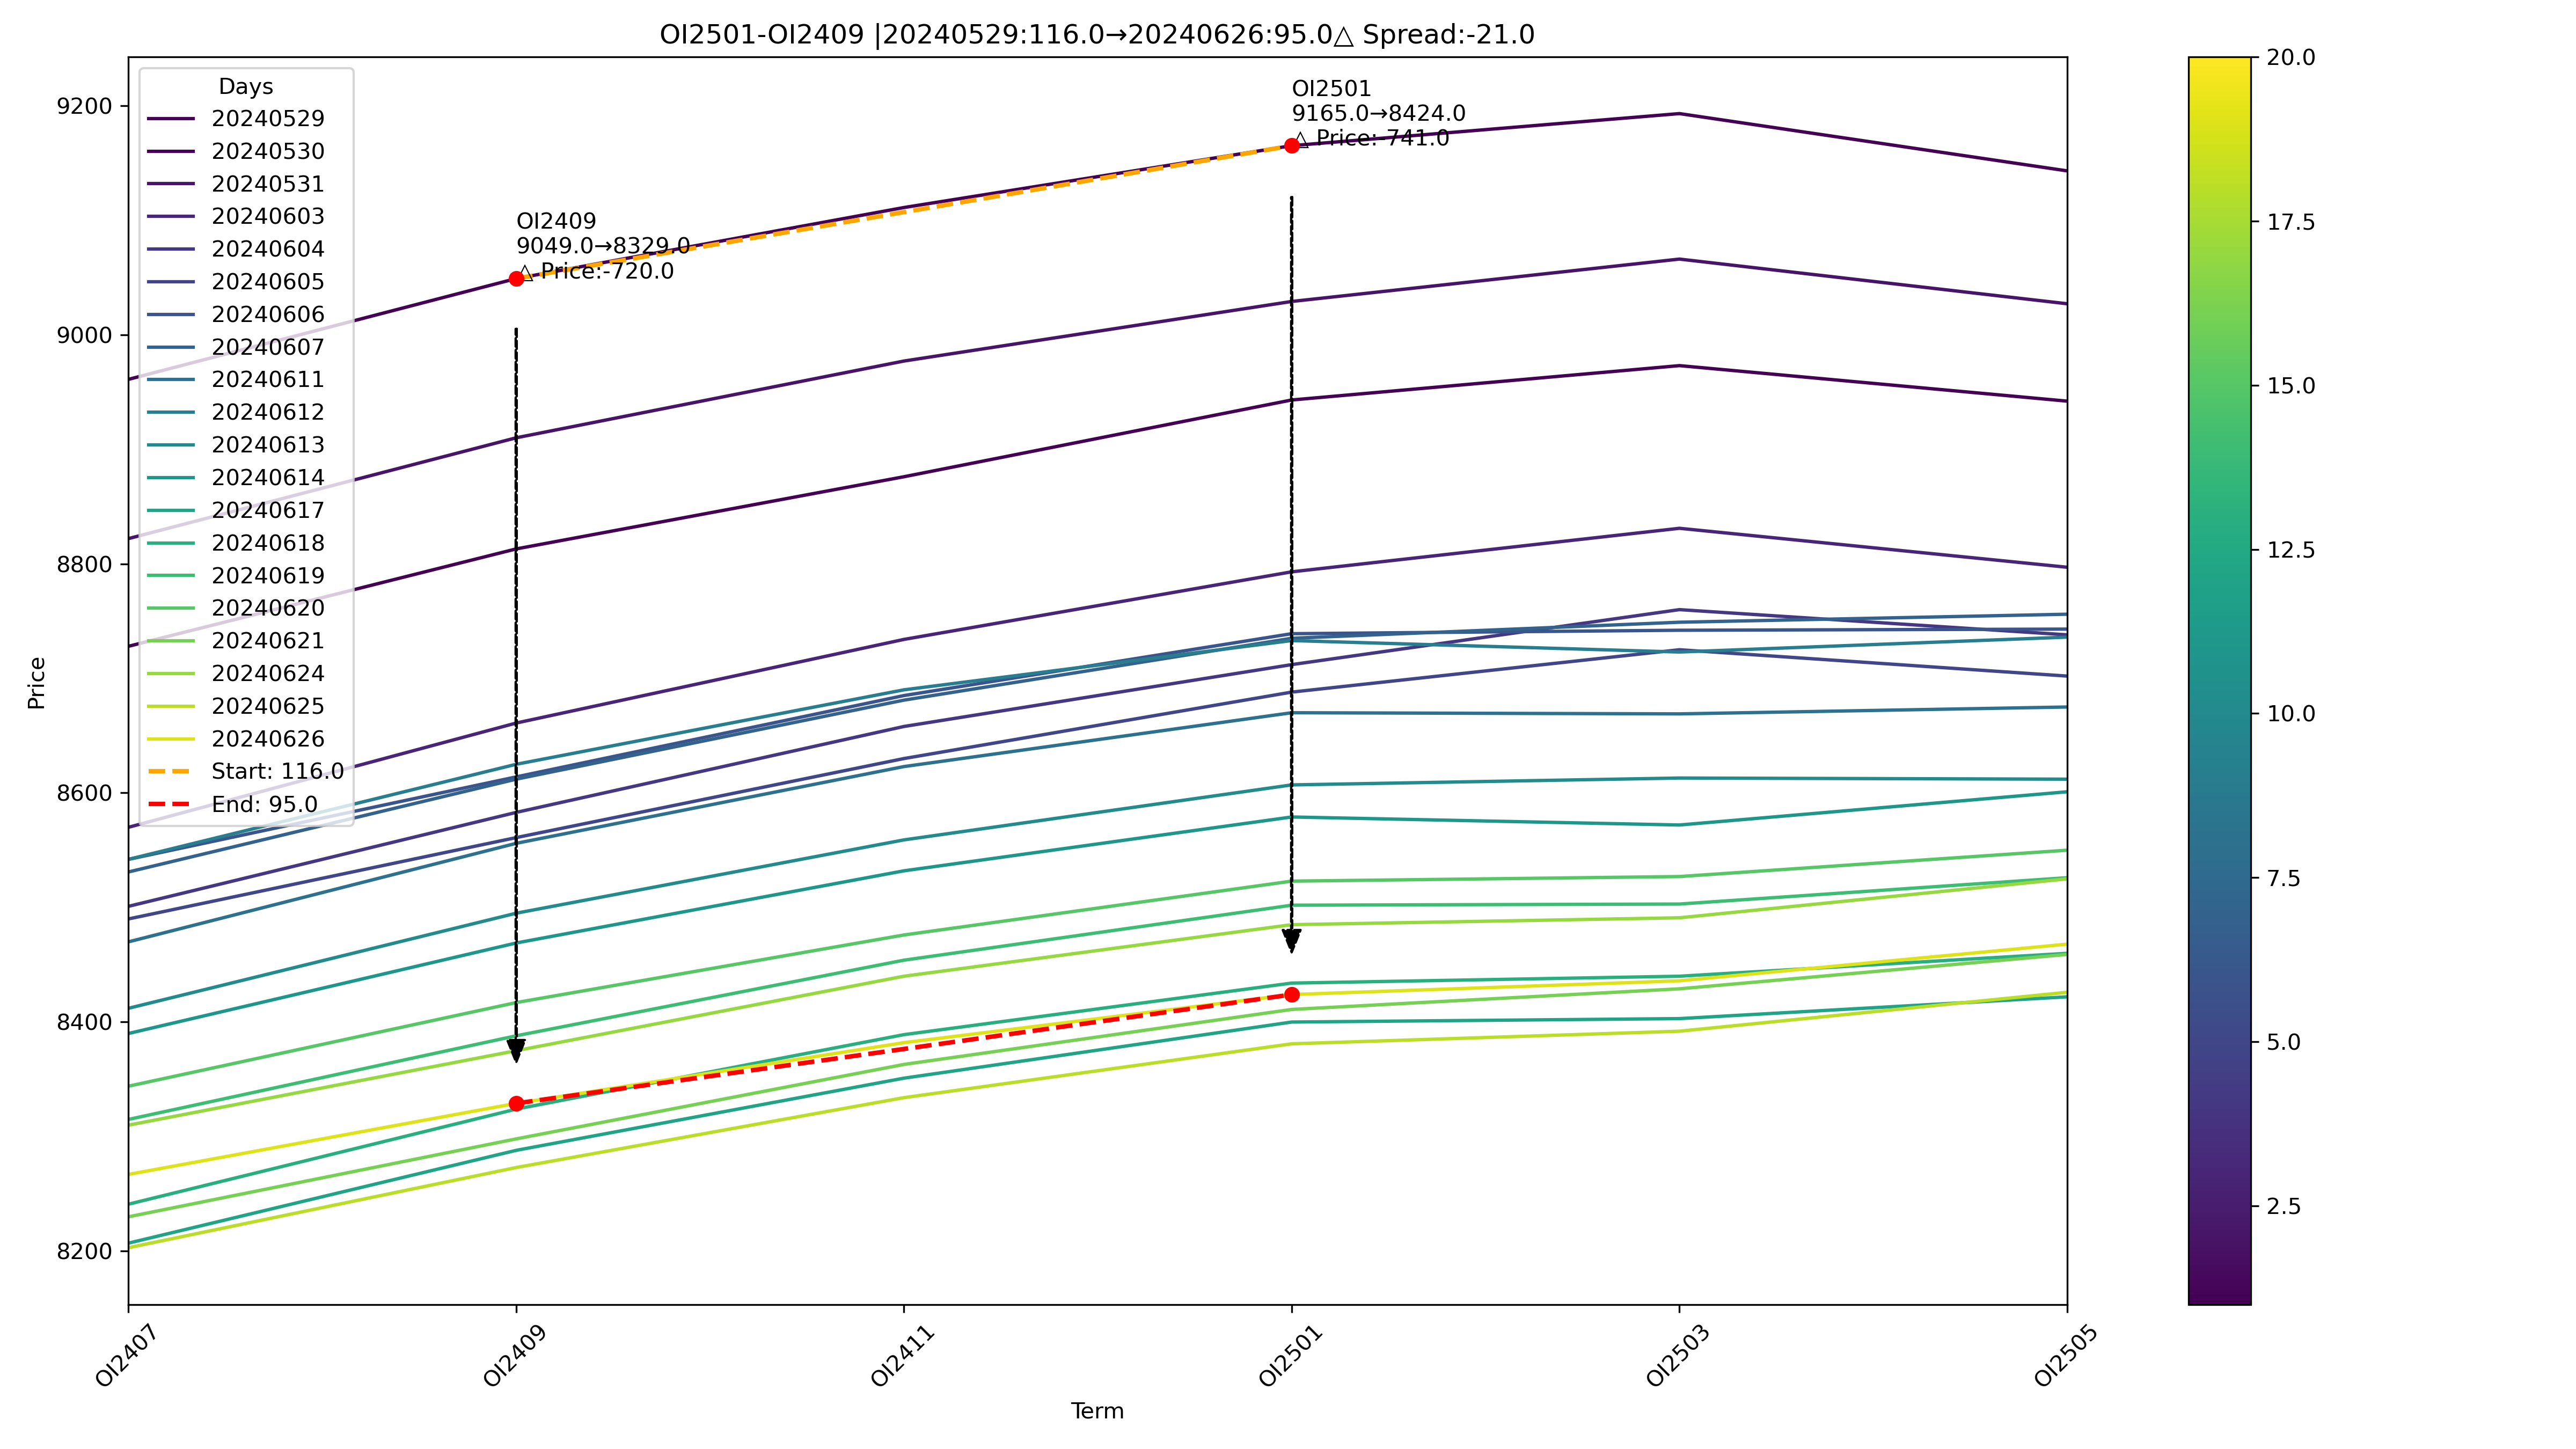 OI2501-OI2409 |20240529:116.0→20240626:95.0△ Spread:-21.0
Days
20240529
20240530
20240531
20240603
20240604
20240605
20240606
20240607
20240611
20240612
20240613
20240614
20240617
20240618
20240619
20240620
20240621
20240624
20240625
20240626
Start: 116.0
End: 95.0
OI2409
9049.0→8329.0
△ Price:-720.0
OI2501
9165.0→8424.0
△ Price:-741.0
Price
9200
9000
8800
8600
8400
8200
OI2407
OI2409
OI2411
OI2501
OI2503
OI2505
Term
20.0
17.5
15.0
12.5
10.0
7.5
5.0
2.5